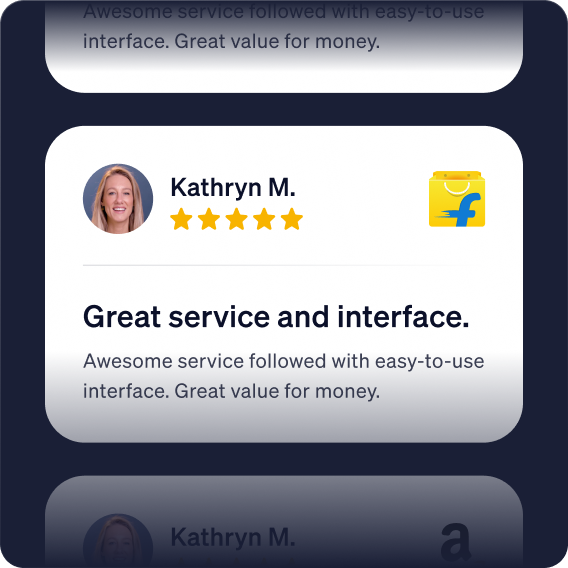 Awesome service followed with easy-to-use
interface. Great value for money.
Kathryn M.
Great service and interface.
Awesome service followed with easy-to-use
interface. Great value for money.
Kathryn M.
a